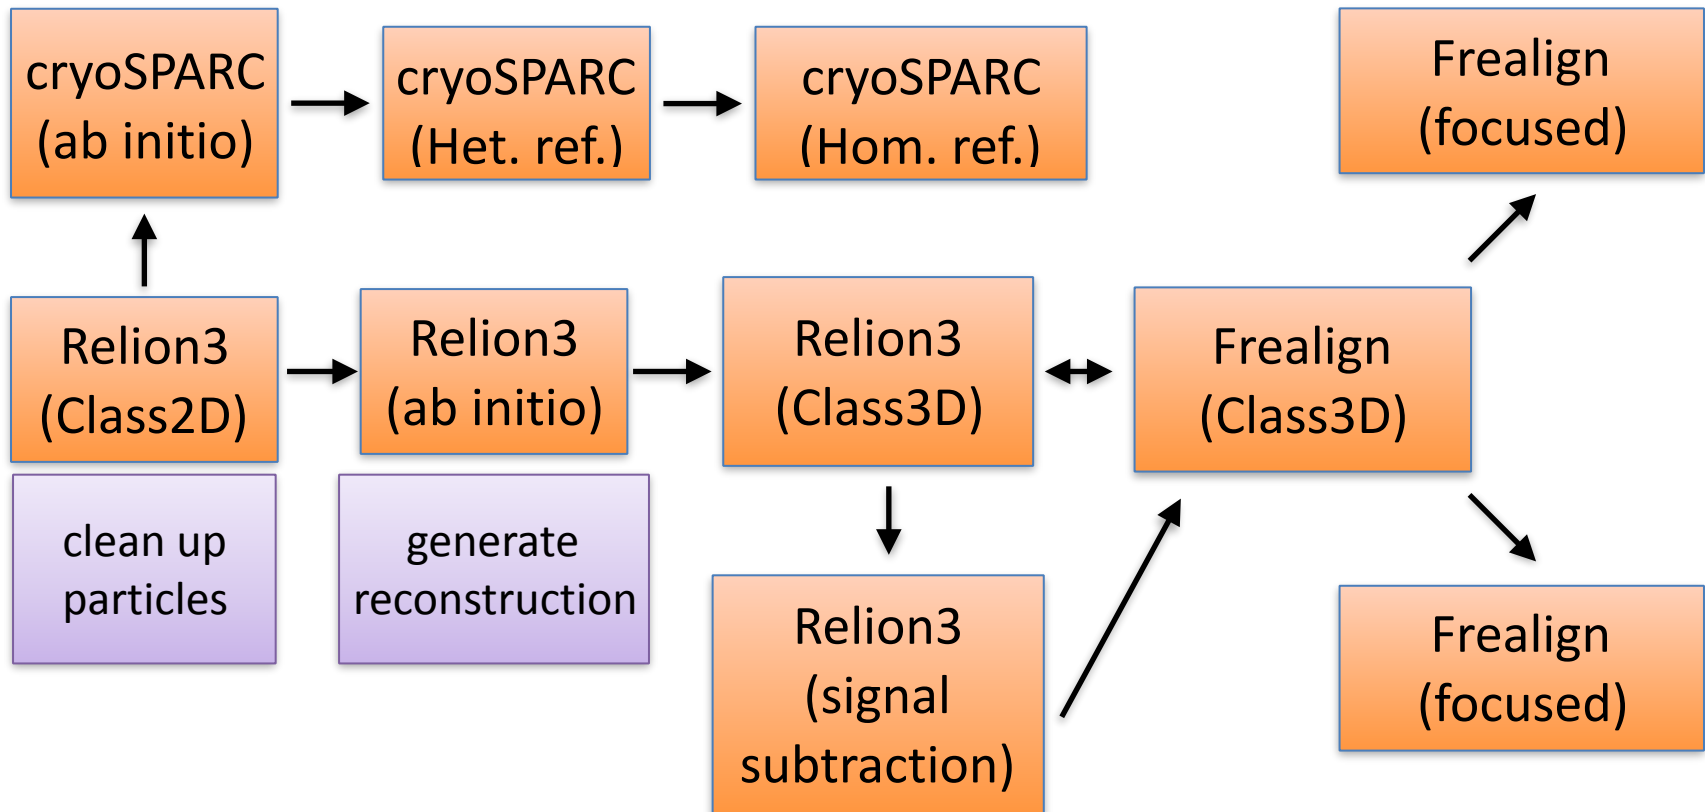 cryoSPARC
(ab initio)
cryoSPARC
(Het. ref.)
cryoSPARC
(Hom. ref.)
Frealign
(focused)
Relion3
(Class2D)
Relion3
(ab initio)
Relion3
(Class3D)
Frealign
(Class3D)
clean up
particles
generate
reconstruction
Relion3
(signal
subtraction)
Frealign
(focused)